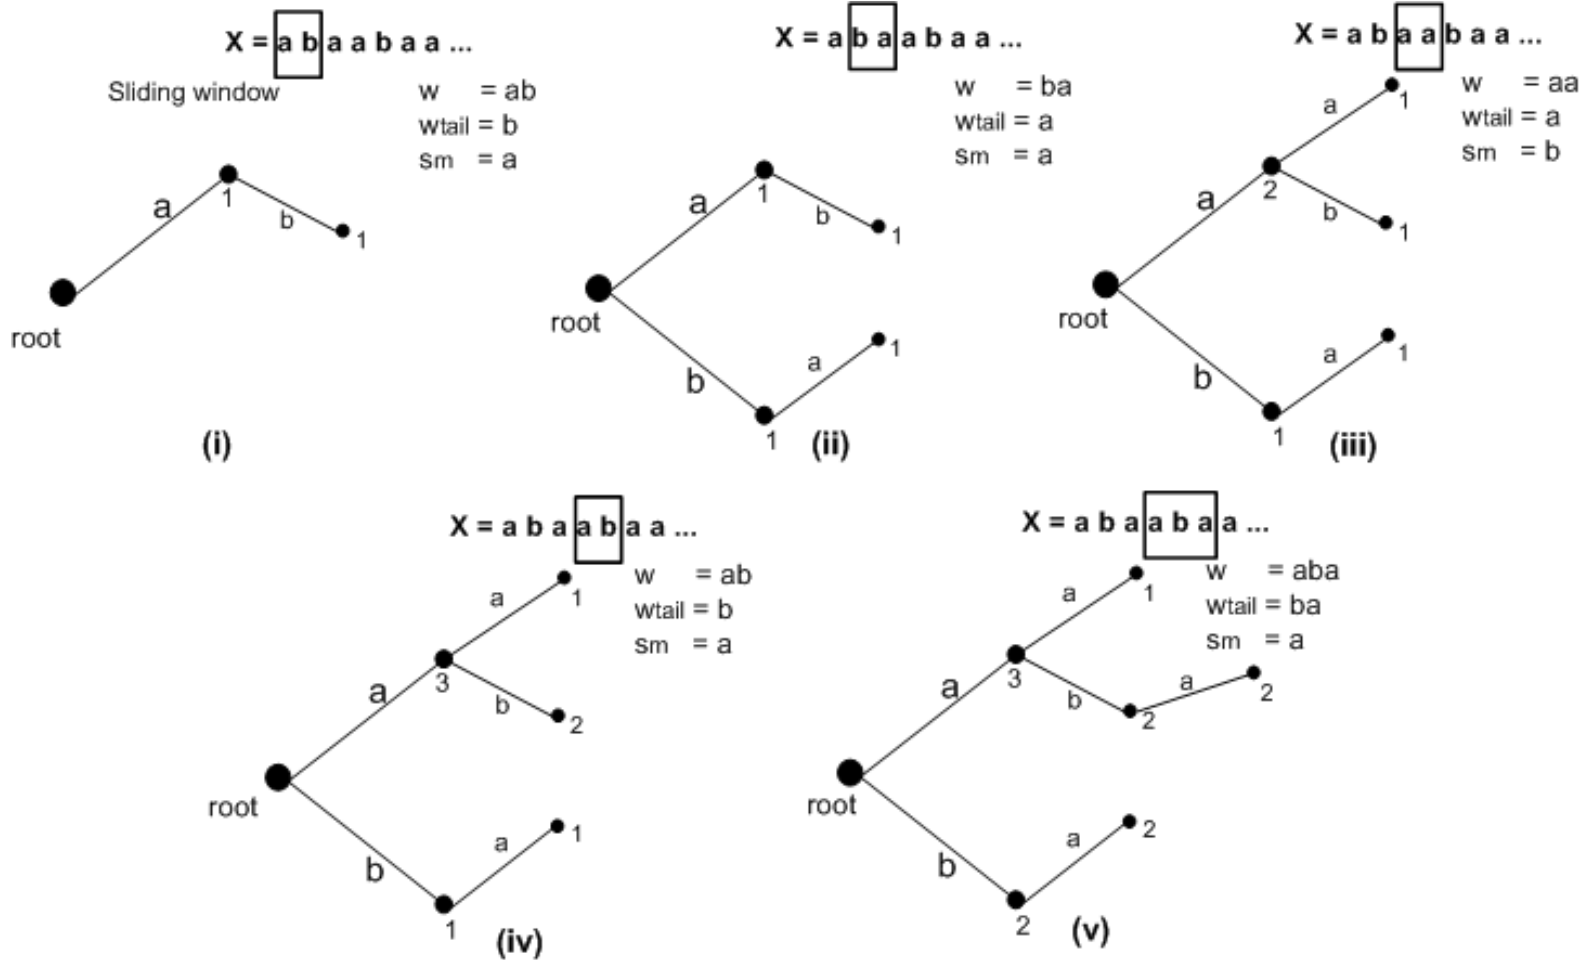 X = a b a a b a a ...
Sliding window
w = ab
wtail = b
sm = a
a
1
b
1
root
(i)
X = a b a a b a a ...
w = ba
wtail = a
sm = a
a
1
b
1
root
a
1
b
1
(ii)
X = a b a a b a a ...
w = aa
wtail = a
sm = b
a
1
a
2
b
1
root
a
1
b
1
(iii)
X = a b a a b a a ...
w = ab
wtail = b
sm = a
a
1
a
3
b
2
root
a
1
b
1
(iv)
X = a b a a b a a ...
w = aba
wtail = ba
sm = a
a
1
a
3
b
2
a
2
root
a
2
b
2
(v)